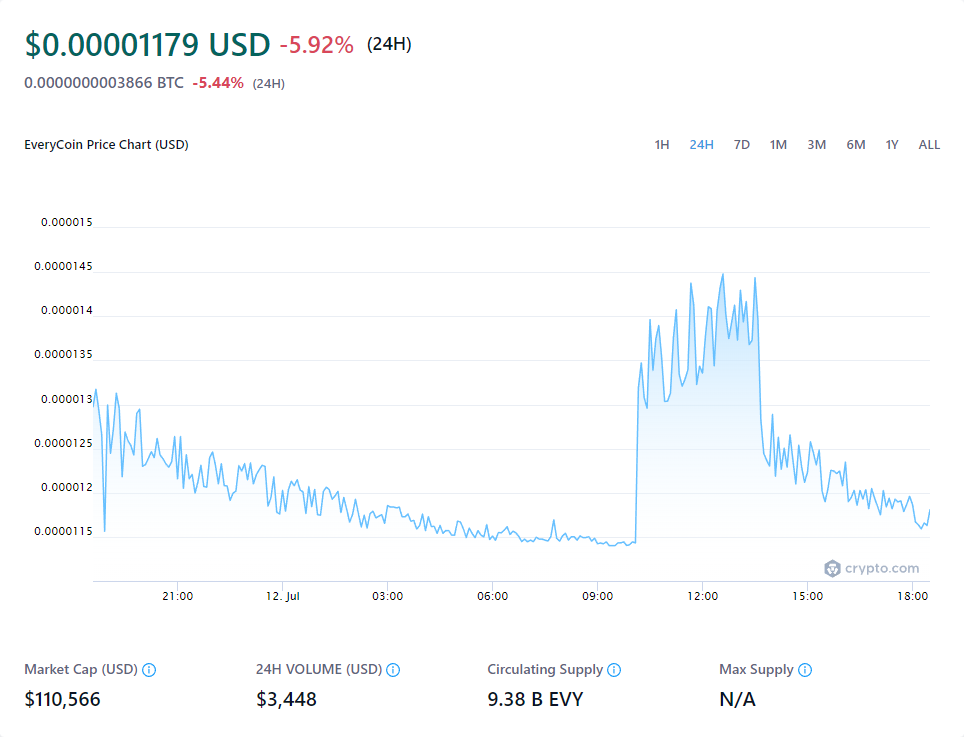 $0.00001179 USD -5.92% (24H)
0.0000000003866 BTC -5.44% (24H)
EveryCoin Price Chart (USD) 1H 24H 7D 1M 3M 6M 1Y ALL
0.000015
0.0000145
0.000014
0.0000135
0.000013
0.0000125
0.000012
0.0000115
crypto.com
21:00 12. Jul 03:00 06:00 09:00 12:00 15:00 18:00
Market Cap (USD) 24H VOLUME (USD) Circulating Supply Max Supply
$110,566 $3,448 9.38 B EVY N/A